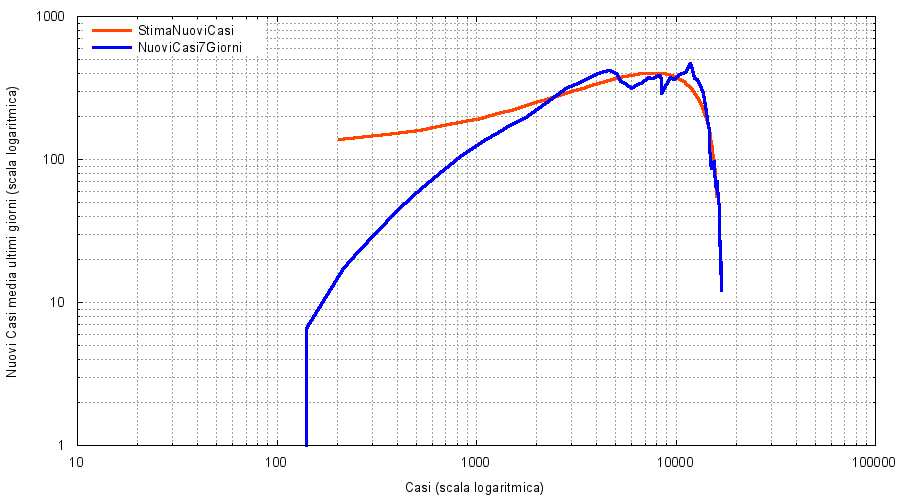 1000
100
10
1
StimaNuoviCasi
NuoviCasi7Giorni
Nuovi Casi media ultimi giorni (scala logaritmica)
10
100
1000
10000
100000
Casi (scala logaritmica)